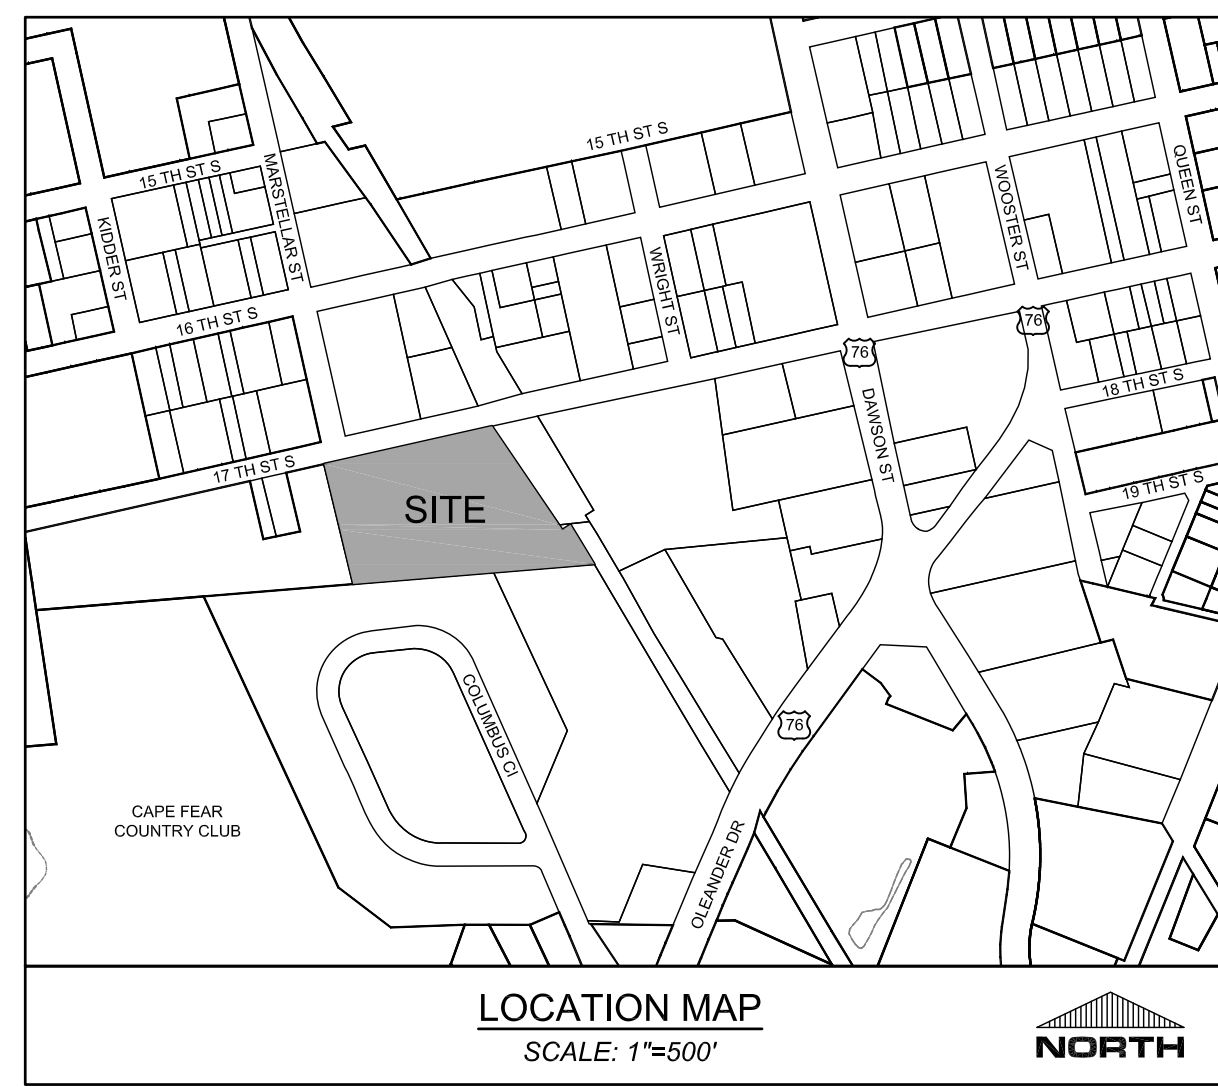 15 TH ST S
QUEEN ST
15 TH ST S
MARSTELLAR ST
WOOSTER ST
KIDDER ST
WRIGHT ST
16 TH ST S
76
76
18 TH ST S
DAWSON ST
17 TH ST S
19 TH ST S
SITE
COLUMBUS CI
76
CAPE FEAR
COUNTRY CLUB
OLEANDER DR
LOCATION MAP
SCALE: 1"=500'
NORTH